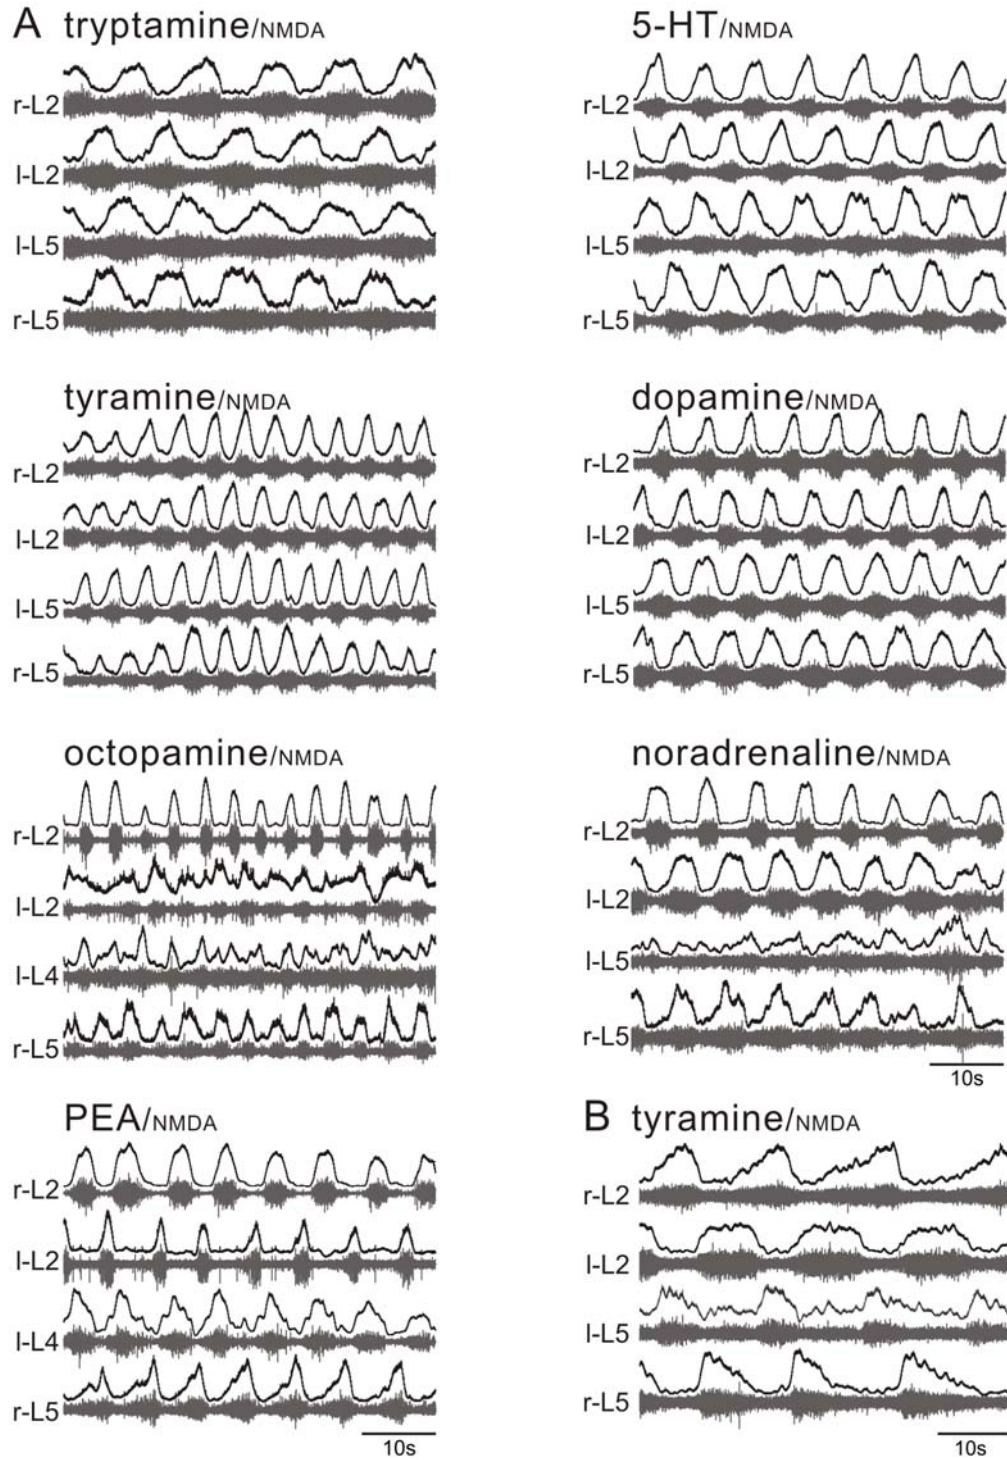 A tryptamine/NMDA
r-L2
l-L2
l-L5
r-L5
5-HT/NMDA
r-L2
l-L2
l-L5
r-L5
tyramine/NMDA
r-L2
l-L2
l-L5
r-L5
dopamine/NMDA
r-L2
l-L2
l-L5
r-L5
octopamine/NMDA
r-L2
l-L2
l-L4
r-L5
noradrenaline/NMDA
r-L2
l-L2
l-L5
r-L5
10s
PEA/NMDA
r-L2
l-L2
l-L4
r-L5
10s
B tyramine/NMDA
r-L2
l-L2
l-L5
r-L5
10s